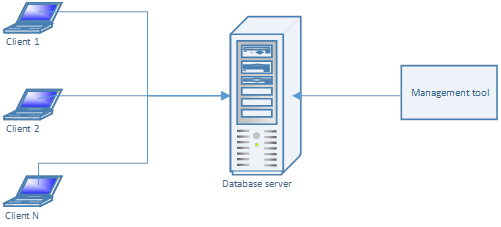 Client 1
Client 2
Management tool
Database server
Client N